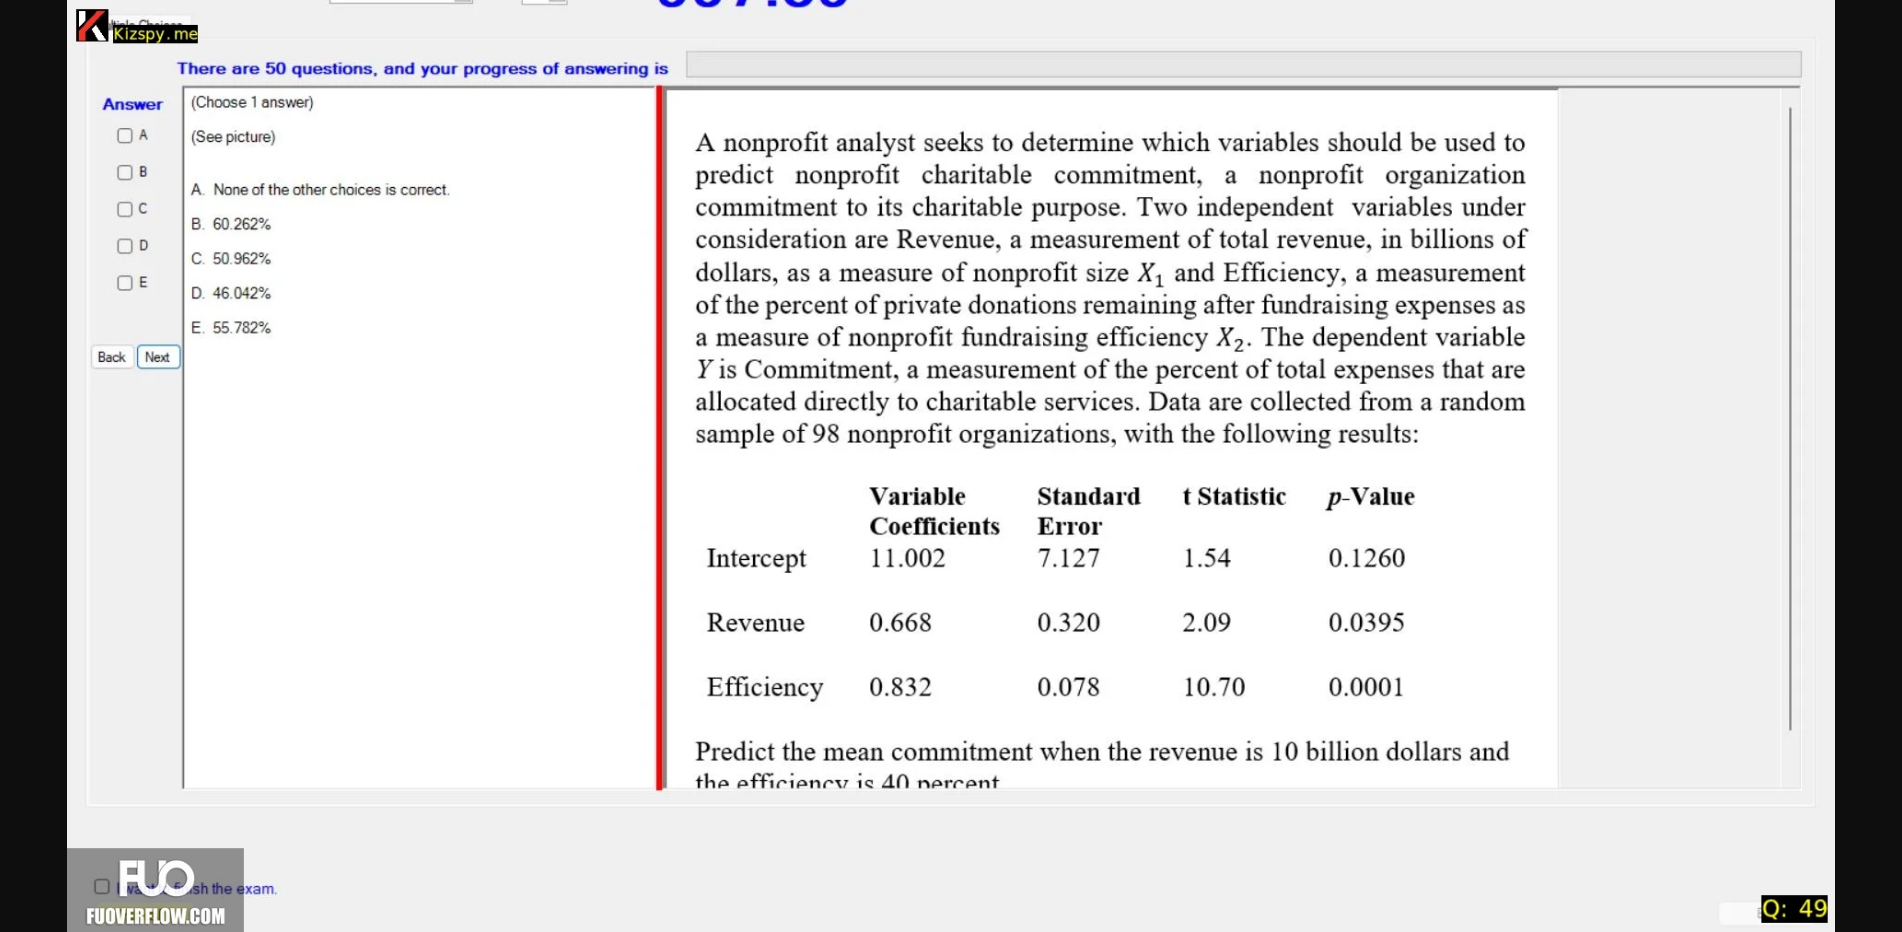 Kizspy.me
There are 50 questions, and your progress of answering is
Answer
A
B
C
D
E
Back
Next
(Choose 1 answer)
(See picture)
A. None of the other choices is correct.
B. 60.262%
C. 50.962%
D. 46.042%
E. 55.782%
A nonprofit analyst seeks to determine which variables should be used to
predict nonprofit charitable commitment, a nonprofit organization
commitment to its charitable purpose. Two independent variables under
consideration are Revenue, a measurement of total revenue, in billions of
dollars, as a measure of nonprofit size X₁ and Efficiency, a measurement
of the percent of private donations remaining after fundraising expenses as
a measure of nonprofit fundraising efficiency X₂. The dependent variable
Y is Commitment, a measurement of the percent of total expenses that are
allocated directly to charitable services. Data are collected from a random
sample of 98 nonprofit organizations, with the following results:
Variable Standard t Statistic p-Value
Coefficients Error
Intercept 11.002 7.127 1.54 0.1260
Revenue 0.668 0.320 2.09 0.0395
Efficiency 0.832 0.078 10.70 0.0001
Predict the mean commitment when the revenue is 10 billion dollars and
the efficiency is 40 percent
FUO
the exam.
FUOVERFLOW.COM
Q: 49